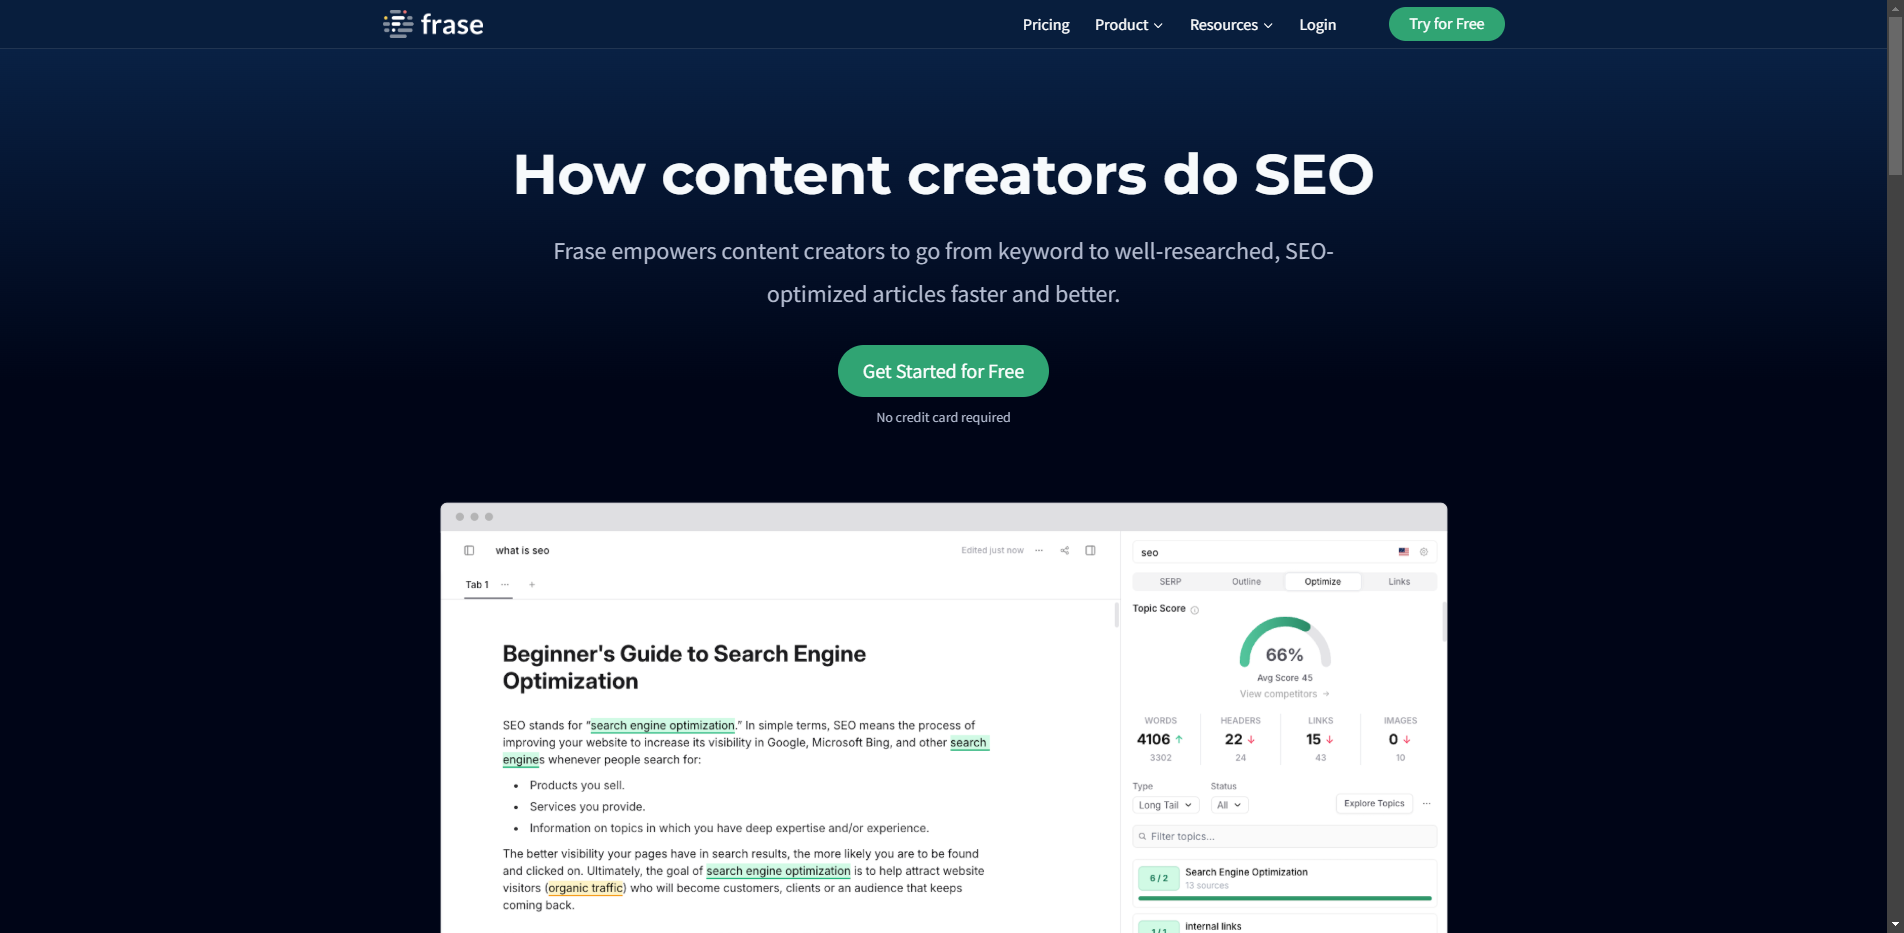 frase
Pricing
Product
Resources
Login
Try for Free
How content creators do SEO
Frase empowers content creators to go from keyword to well-researched, SEO-
optimized articles faster and better.
Get Started for Free
No credit card required
what is seo
Edited just now
Tab 1
+
Beginner's Guide to Search Engine
Optimization
SEO stands for “search engine optimization.” In simple terms, SEO means the process of
improving your website to increase its visibility in Google, Microsoft Bing, and other search
engines whenever people search for:
• Products you sell.
• Services you provide.
• Information on topics in which you have deep expertise and/or experience.
The better visibility your pages have in search results, the more likely you are to be found
and clicked on. Ultimately, the goal of search engine optimization is to help attract website
visitors (organic traffic) who will become customers, clients or an audience that keeps
coming back.
seo
SERP
Outline
Optimize
Links
Topic Score
66%
Avg Score 45
View competitors →
WORDS HEADERS LINKS IMAGES
4106 ↑ 22 ↓ 15 ↓ 0 ↓
3302 24 43 10
Type Status
Long Tail All Explore Topics ...
Filter topics...
6 / 2 Search Engine Optimization
13 sources
1 / 1 internal links